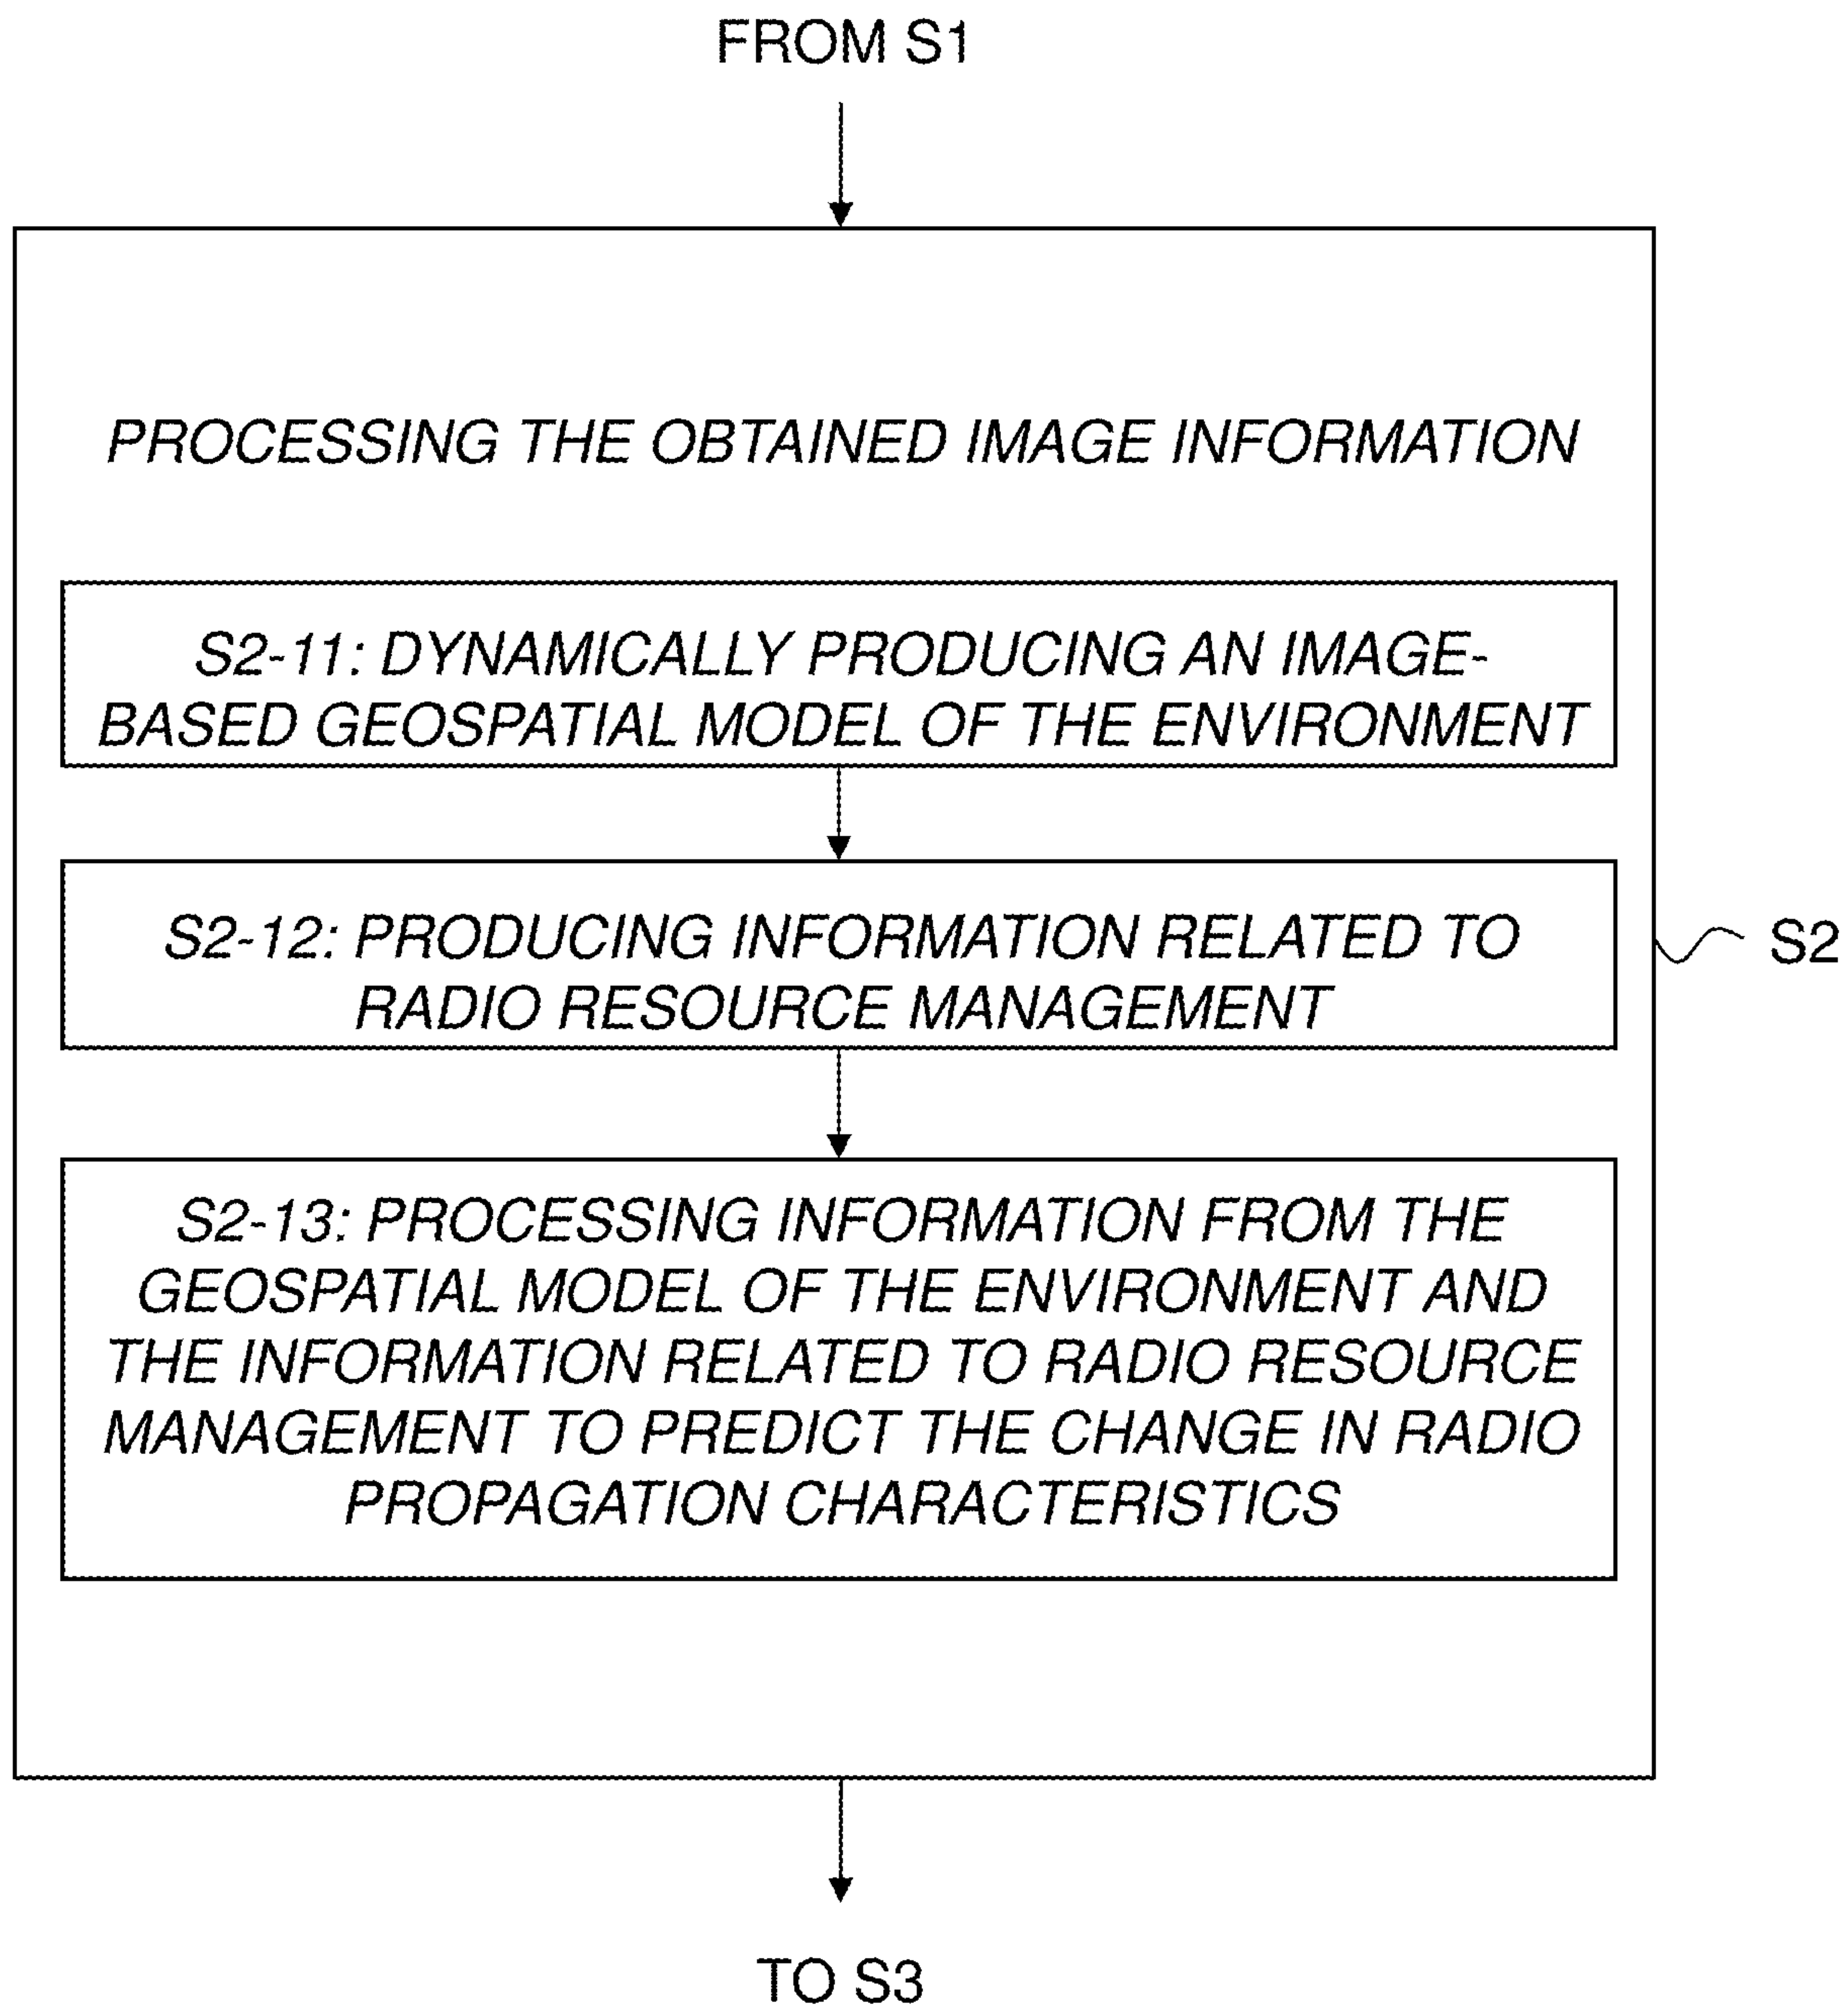 FROM S1
PROCESSING THE OBTAINED IMAGE INFORMATION
S2-11: DYNAMICALLY PRODUCING AN IMAGE-
BASED GEOSPATIAL MODEL OF THE ENVIRONMENT
S2-12: PRODUCING INFORMATION RELATED TO
RADIO RESOURCE MANAGEMENT
S2
S2-13: PROCESSING INFORMATION FROM THE
GEOSPATIAL MODEL OF THE ENVIRONMENT AND
THE INFORMATION RELATED TO RADIO RESOURCE
MANAGEMENT TO PREDICT THE CHANGE IN RADIO
PROPAGATION CHARACTERISTICS
TO S3